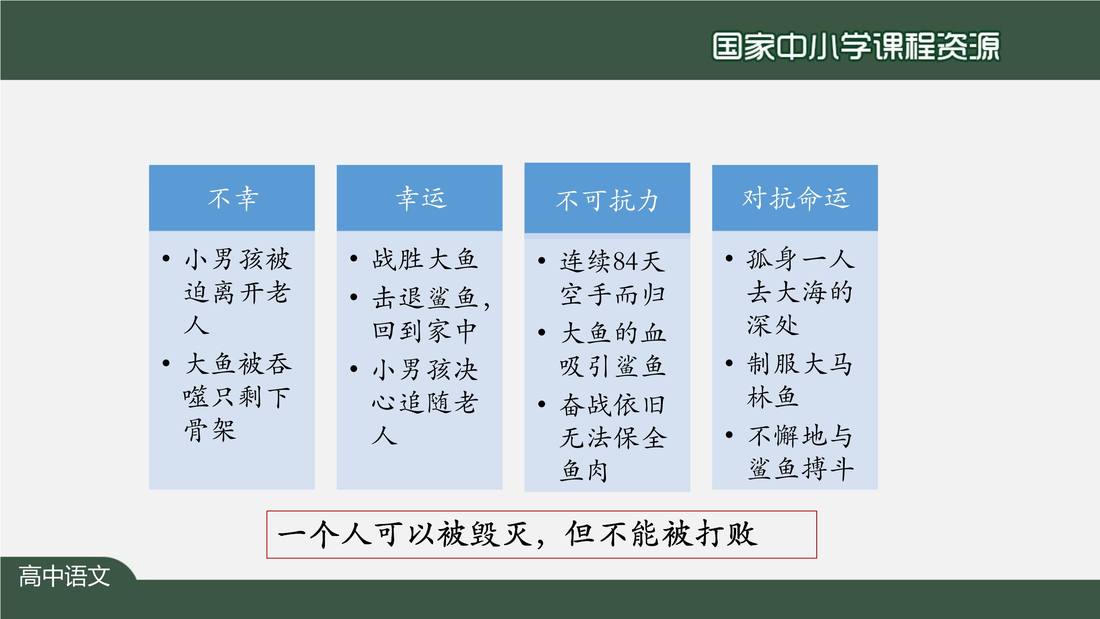 国家中小学课程资源
不幸
• 小男孩被
迫离开老
人
• 大鱼被吞
噬只剩下
骨架
幸运
• 战胜大鱼
• 击退鲨鱼，
回到家中
• 小男孩决
心追随老
人
不可抗力
• 连续84天
空手而归
• 大鱼的血
吸引鲨鱼
• 奋战依旧
无法保全
鱼肉
对抗命运
• 孤身一人
去大海的
深处
• 制服大马
林鱼
• 不懈地与
鲨鱼搏斗
一个人可以被毁灭，但不能被打败
高中语文